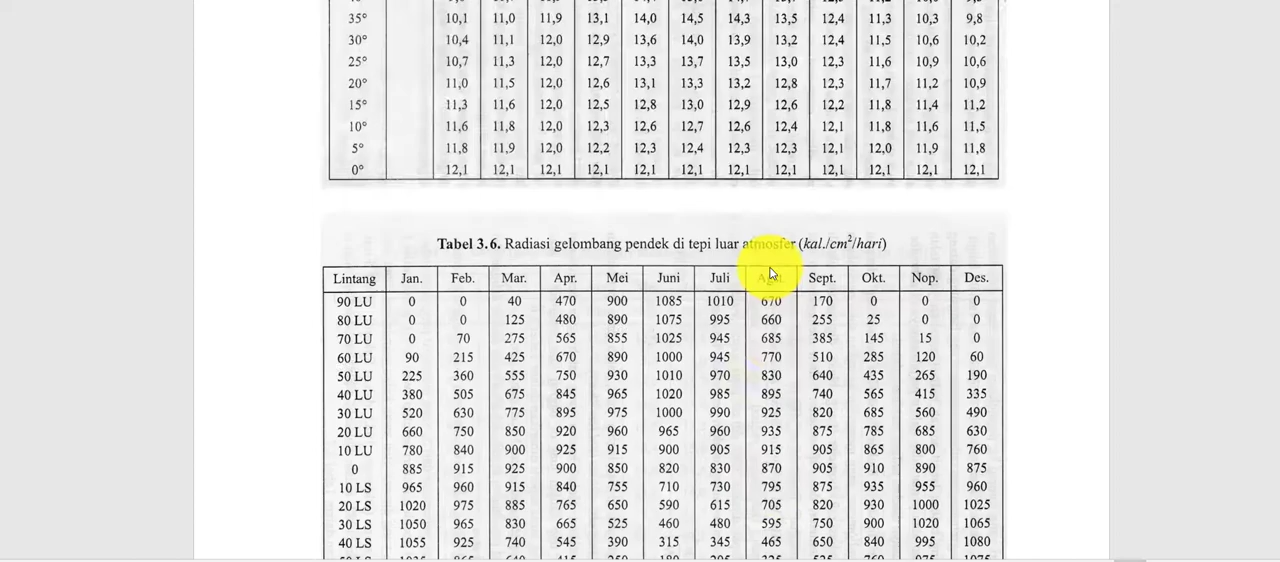 35° 10,1 11,0 11,9 13,1 14,0 14,5 14,3 13,5 12,4 11,3 10,3 9,8
30° 10,4 11,1 12,0 12,9 13,6 14,0 13,9 13,2 12,4 11,5 10,6 10,2
25° 10,7 11,3 12,0 12,7 13,3 13,7 13,5 13,0 12,3 11,6 10,9 10,6
20° 11,0 11,5 12,0 12,6 13,1 13,3 13,2 12,8 12,3 11,7 11,2 10,9
15° 11,3 11,6 12,0 12,5 12,8 13,0 12,9 12,6 12,2 11,8 11,4 11,2
10° 11,6 11,8 12,0 12,3 12,6 12,7 12,6 12,4 12,1 11,8 11,6 11,5
5° 11,8 11,9 12,0 12,2 12,3 12,4 12,3 12,3 12,1 12,0 11,9 11,8
0° 12,1 12,1 12,1 12,1 12,1 12,1 12,1 12,1 12,1 12,1 12,1 12,1
Tabel 3.6. Radiasi gelombang pendek di tepi luar atmosfer (kal./cm²/hari)
Lintang Jan. Feb. Mar. Apr. Mei Juni Juli Sept. Okt. Nop. Des.
90 LU 0 0 40 470 900 1085 1010 670 170 0 0 0
80 LU 0 0 125 480 890 1075 995 660 255 25 0 0
70 LU 0 70 275 565 855 1025 945 685 385 145 15 0
60 LU 90 215 425 670 890 1000 945 770 510 285 120 60
50 LU 225 360 555 750 930 1010 970 830 640 435 265 190
40 LU 380 505 675 845 965 1020 985 895 740 565 415 335
30 LU 520 630 775 895 975 1000 990 925 820 685 560 490
20 LU 660 750 850 920 960 965 960 935 875 785 685 630
10 LU 780 840 900 925 915 900 905 915 905 865 800 760
0 885 915 925 900 850 820 830 870 905 910 890 875
10 LS 965 960 915 840 755 710 730 795 875 935 955 960
20 LS 1020 975 885 765 650 590 615 705 820 930 1000 1025
30 LS 1050 965 830 665 525 460 480 595 750 900 1020 1065
40 LS 1055 925 740 545 390 315 345 465 650 840 995 1080